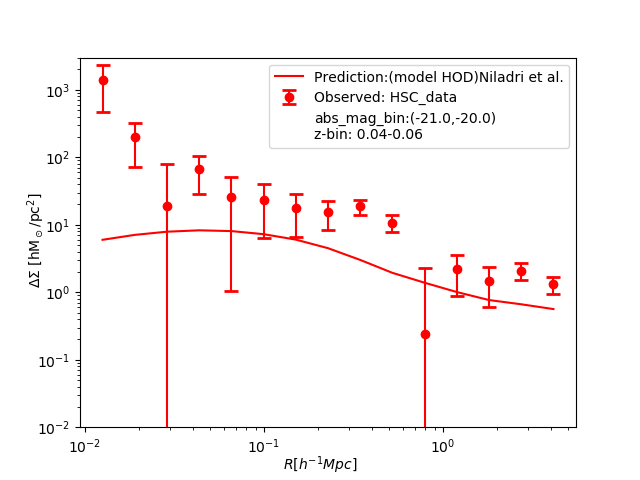 Prediction:(model HOD)Niladri et al.
Observed: HSC_data
abs_mag_bin:(-21.0,-20.0)
z-bin: 0.04-0.06
ΔΣ [hM⊙/pc²]
10³
10²
10¹
10⁰
10⁻¹
10⁻²
10⁻² 10⁻¹ 10⁰
R[h⁻¹Mpc]